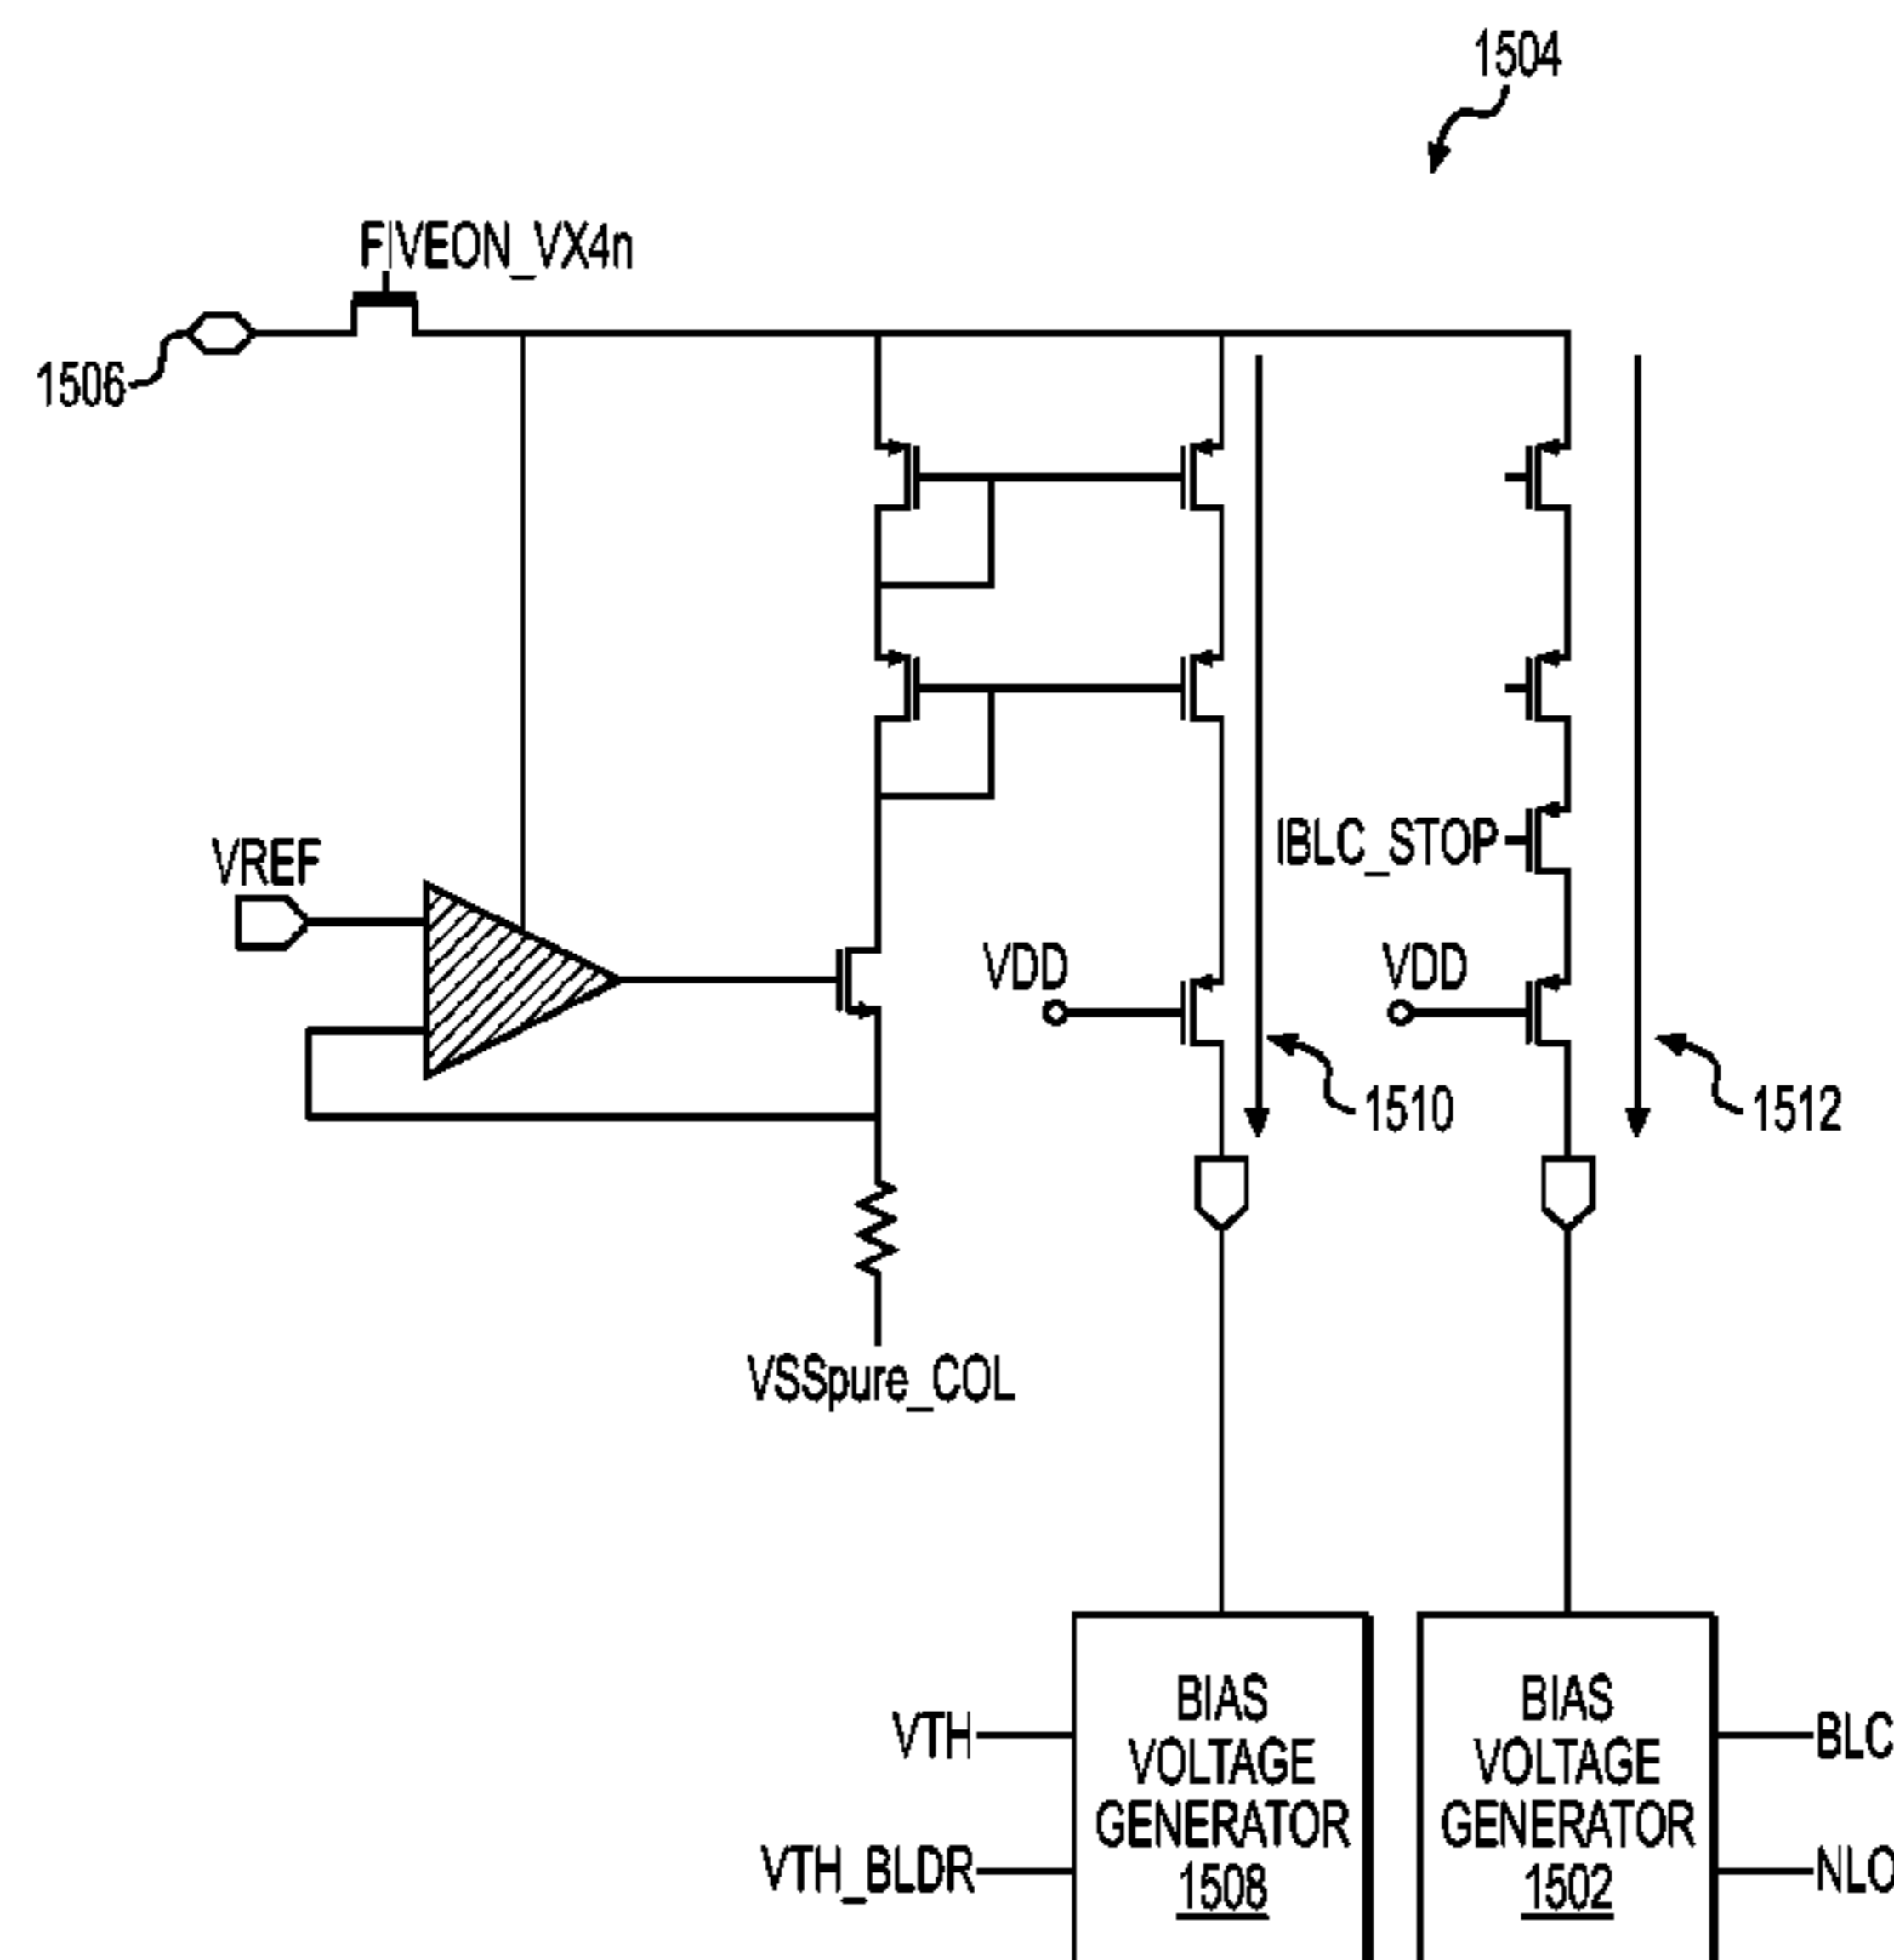 1504
FIVEON_VX4n
1506
VREF
IBLC_STOP
VDD
VDD
1510
1512
VSSpure_COL
BIAS
VOLTAGE
GENERATOR
1508
BIAS
VOLTAGE
GENERATOR
1502
VTH
VTH_BLDR
BLC
NLO